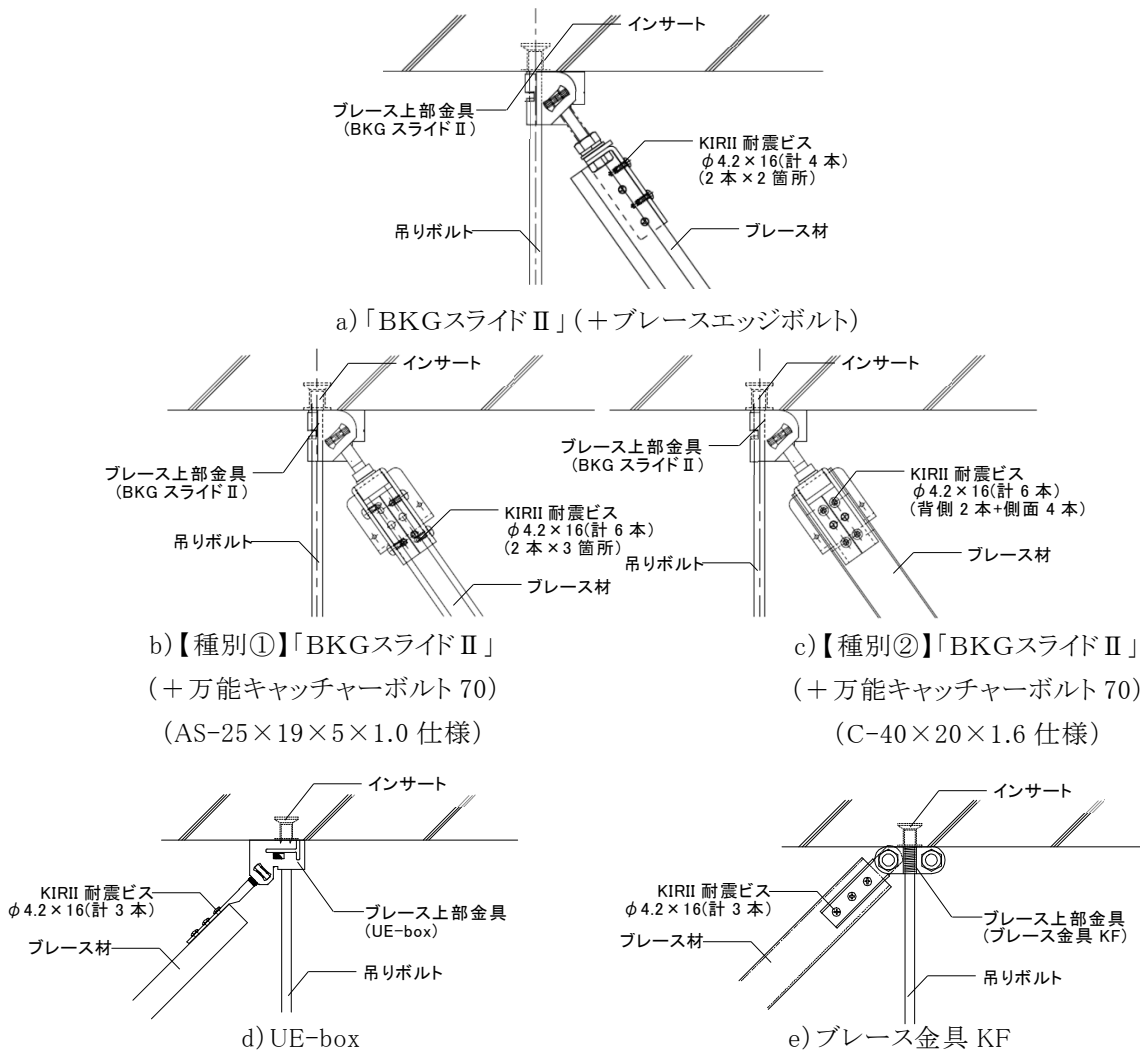 インサート
ブレース上部金具
(BKG スライドⅡ)
KIRII 耐震ビス
φ4.2×16(計 4 本)
(2 本×2 箇所)
吊りボルト
ブレース材
a)「BKGスライドⅡ」(+ブレースエッジボルト)
インサート
ブレース上部金具
(BKG スライドⅡ)
KIRII 耐震ビス
φ4.2×16(計 6 本)
(2 本×3 箇所)
吊りボルト
ブレース材
b)【種別①】「BKGスライドⅡ」
(+万能キャッチャーボルト 70)
(AS-25×19×5×1.0 仕様)
インサート
ブレース上部金具
(BKG スライドⅡ)
KIRII 耐震ビス
φ4.2×16(計 6 本)
(背側 2 本+側面 4 本)
吊りボルト
ブレース材
c)【種別②】「BKGスライドⅡ」
(+万能キャッチャーボルト 70)
(C-40×20×1.6 仕様)
インサート
KIRII 耐震ビス
φ4.2×16(計 3 本)
ブレース上部金具
(UE-box)
ブレース材
吊りボルト
d)UE-box
インサート
KIRII 耐震ビス
φ4.2×16(計 3 本)
ブレース上部金具
(ブレース金具 KF)
ブレース材
吊りボルト
e)ブレース金具 KF